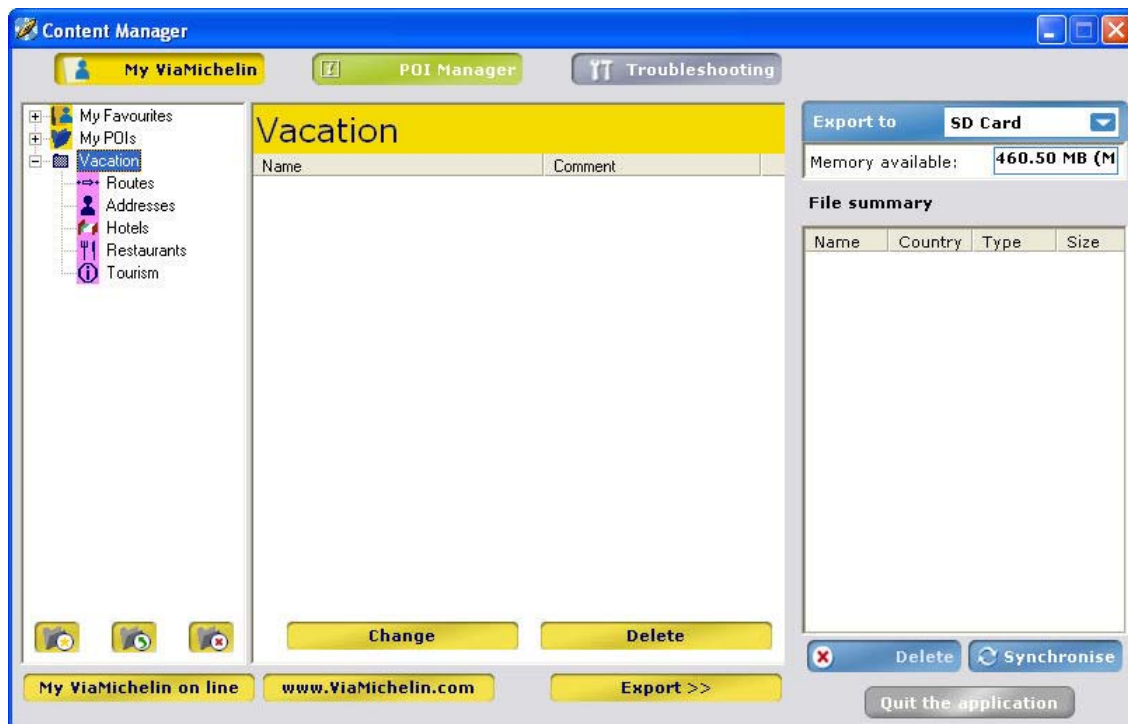 Content Manager
My ViaMichelin
POI Manager
Troubleshooting
My Favourites
My POIs
Vacation
Routes
Addresses
Hotels
Restaurants
Tourism
Vacation
Name Comment
Change Delete
Export to SD Card
Memory available: 460.50 MB (M
File summary
Name Country Type Size
Delete Synchronise
My ViaMichelin on line www.ViaMichelin.com Export >>
Quit the application